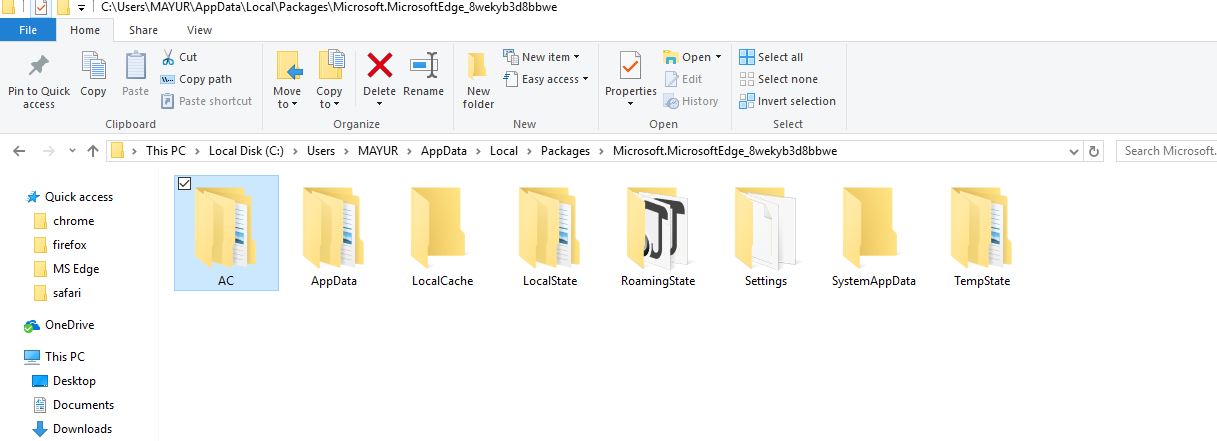 C:\Users\MAYUR\AppData\Local\Packages\Microsoft.MicrosoftEdge_8wekyb3d8bbwe
File Home Share View
Pin to Quick access
Copy
Paste
Cut
Copy path
Paste shortcut
Clipboard
Move to
Copy to
Delete
Rename
Organize
New folder
New item
Easy access
New
Properties
Open
Edit
History
Open
Select all
Select none
Invert selection
Select
This PC Local Disk (C:) Users MAYUR AppData Local Packages Microsoft.MicrosoftEdge_8wekyb3d8bbwe
Search Microsoft.
Quick access
chrome
firefox
MS Edge
safari
OneDrive
This PC
Desktop
Documents
Downloads
AC AppData LocalCache LocalState RoamingState Settings SystemAppData TempState